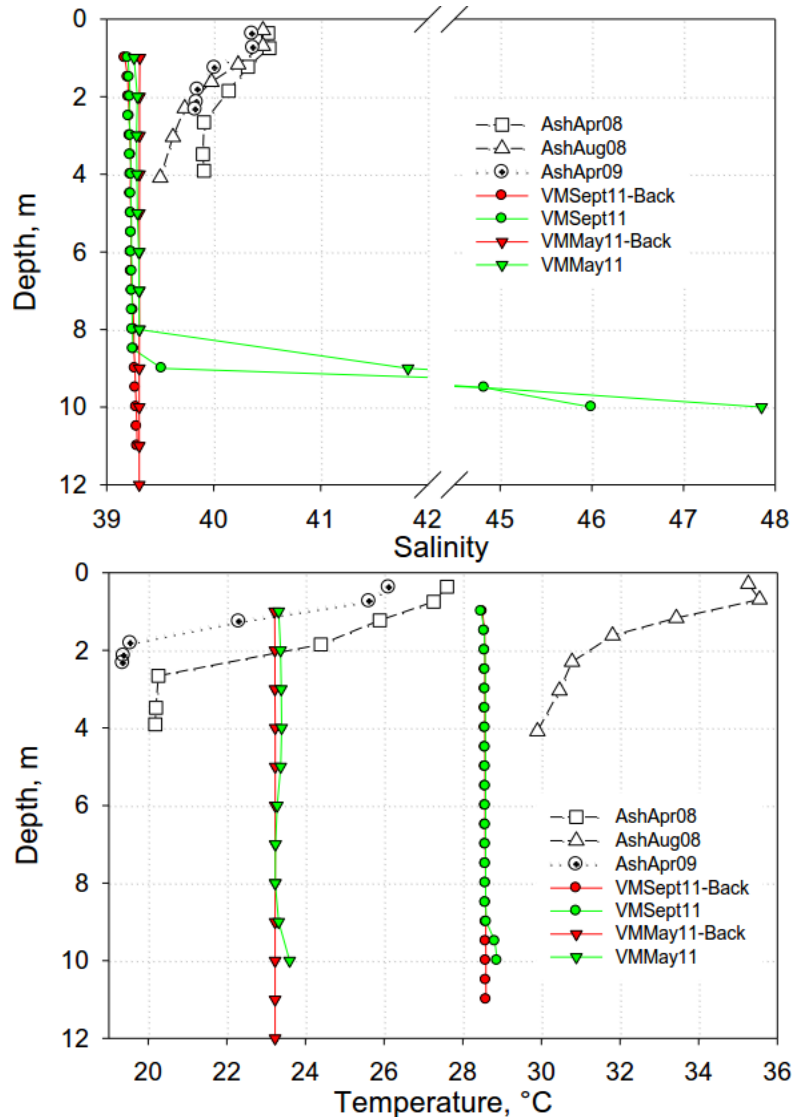 0
2
4
6
8
10
12
Depth, m
AshApr08
AshAug08
AshApr09
VMSept11-Back
VMSept11
VMMay11-Back
VMMay11
39 40 41 42 45 46 47 48
Salinity
0
2
4
6
8
10
12
Depth, m
AshApr08
AshAug08
AshApr09
VMSept11-Back
VMSept11
VMMay11-Back
VMMay11
20 22 24 26 28 30 32 34 36
Temperature, °C